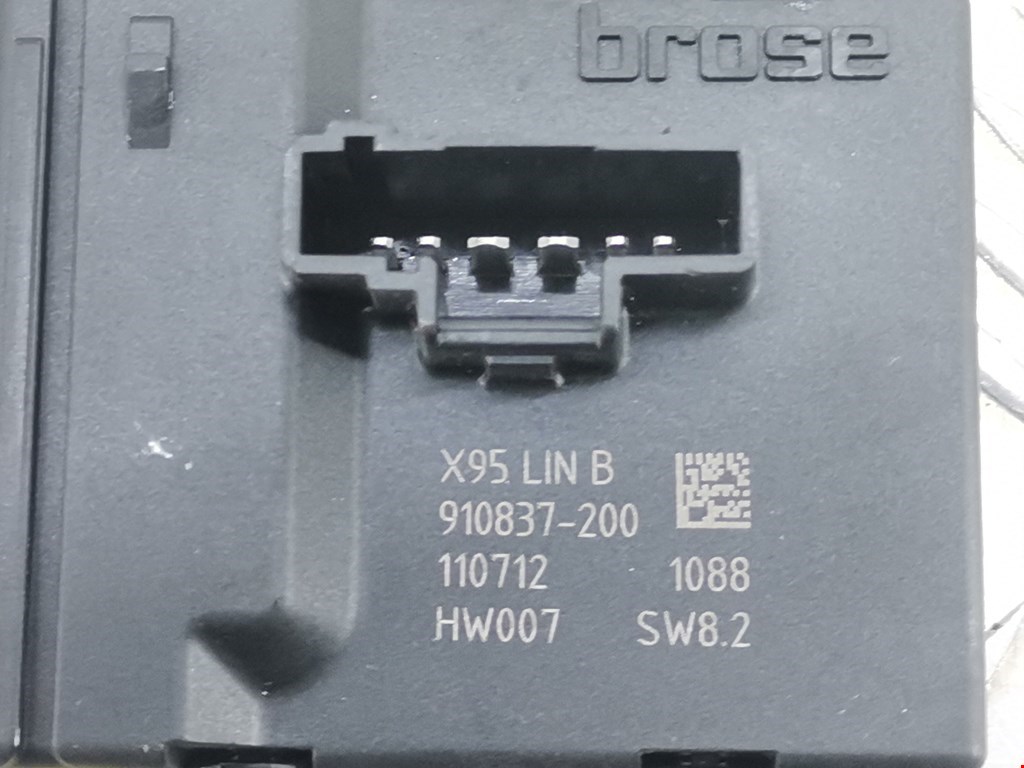 brose
X95 LIN B
910837-200
110712 1088
HW007 SW8.2